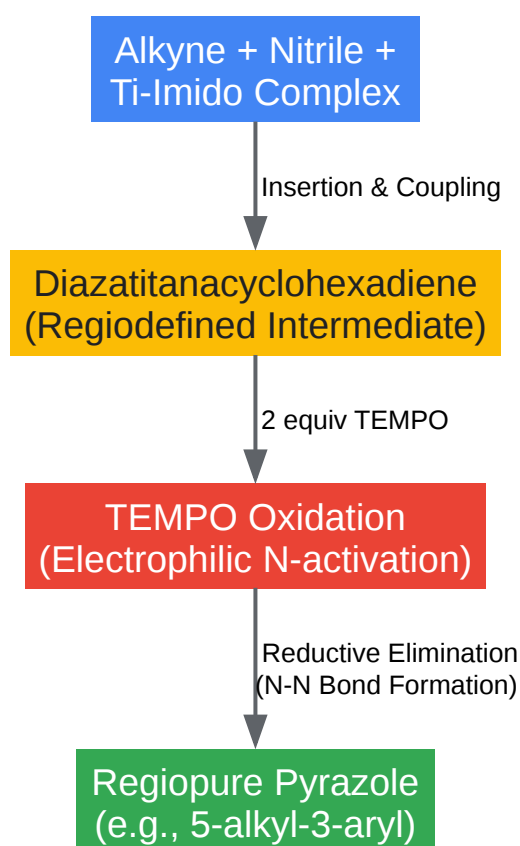 Alkyne + Nitrile +
Ti-Imido Complex
Insertion & Coupling
Diazatitanacyclohexadiene
(Regiodefined Intermediate)
2 equiv TEMPO
TEMPO Oxidation
(Electrophilic N-activation)
Reductive Elimination
(N-N Bond Formation)
Regiopure Pyrazole
(e.g., 5-alkyl-3-aryl)